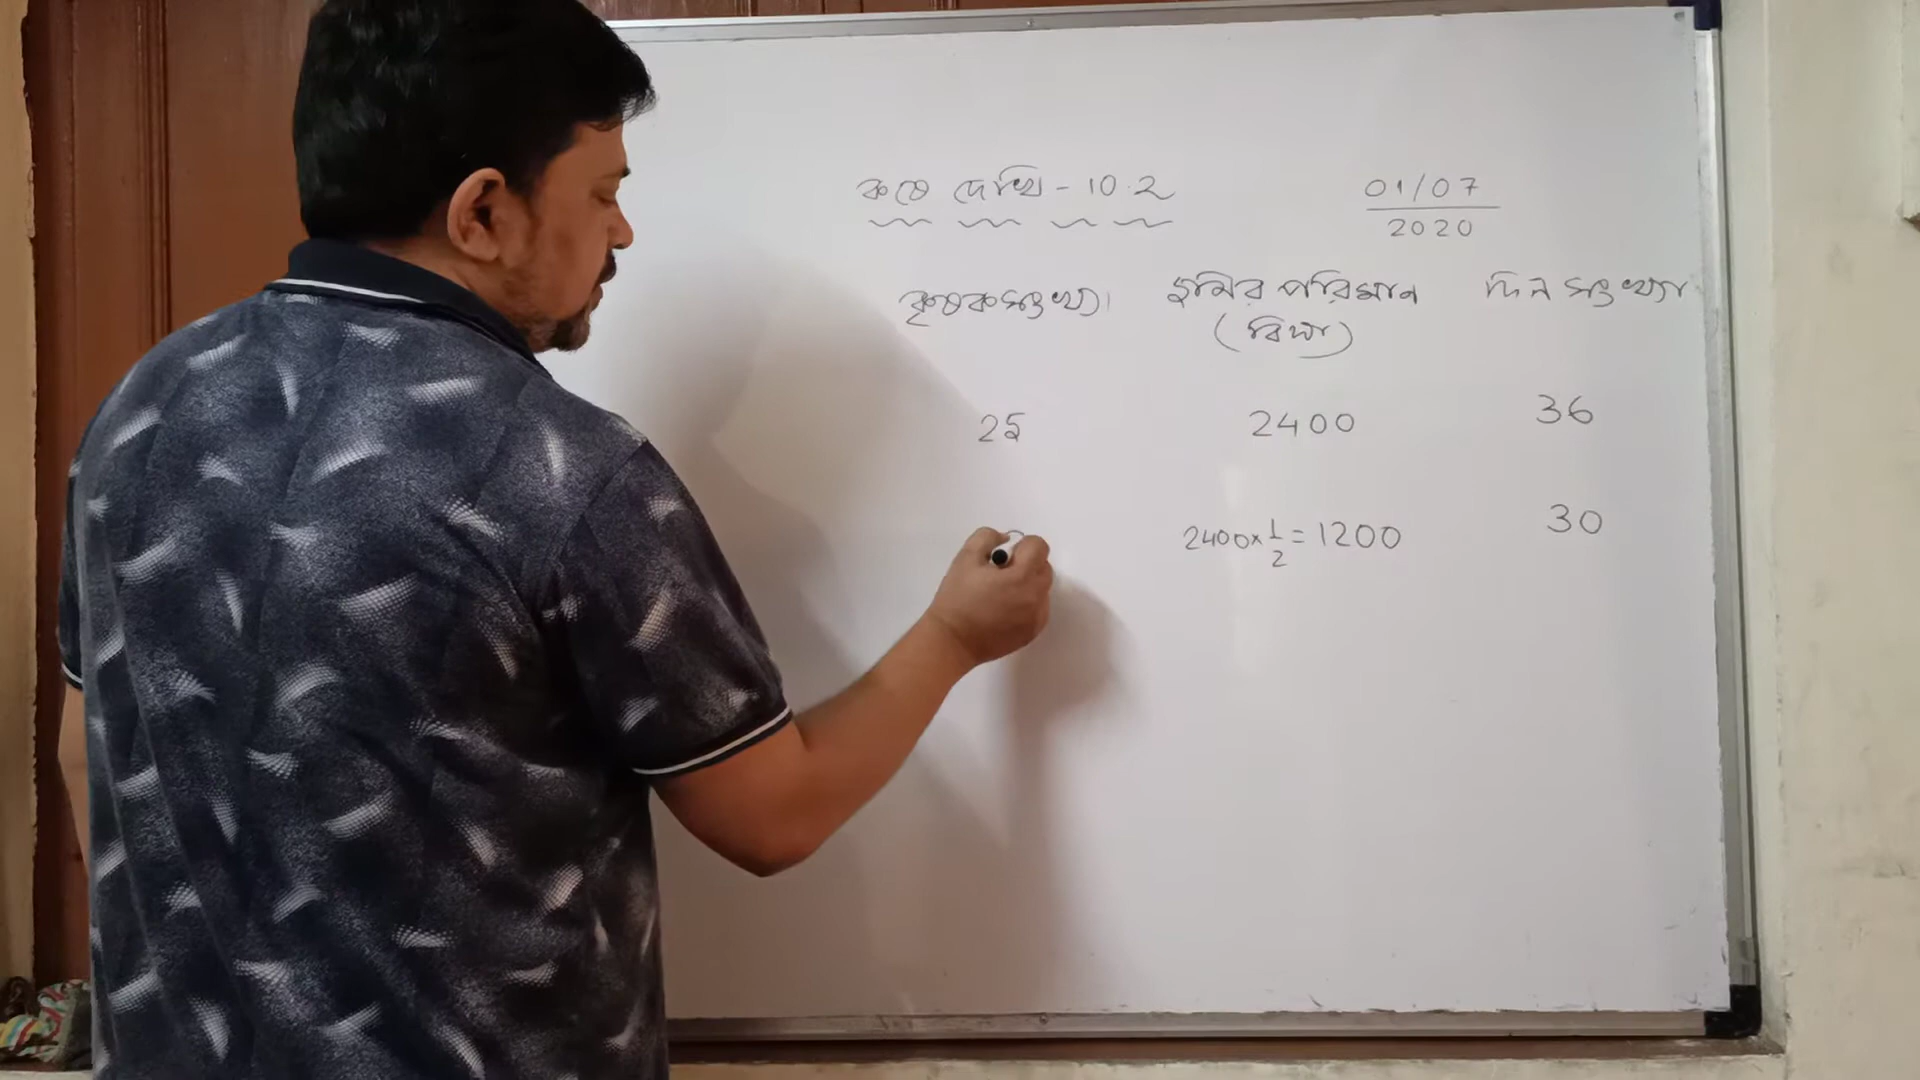 কষে দেখি - 10.2
01/07
2020
কৃষকসংখ্যা জমির পরিমান দিন সংখ্যা
(বিঘা)
25 2400 36
2400 × 1/2 = 1200 30